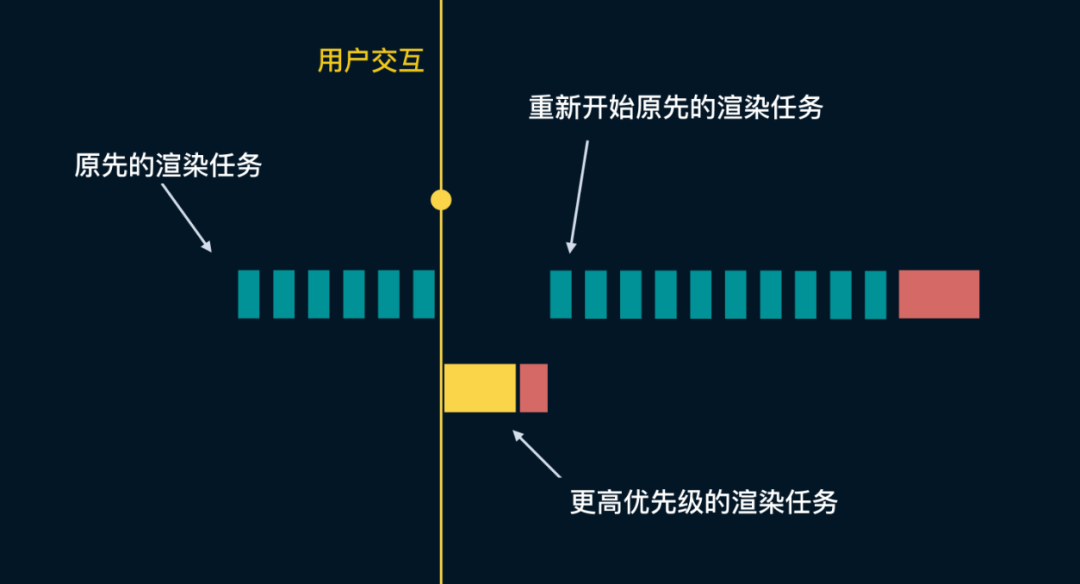 用户交互
重新开始原先的渲染任务
原先的渲染任务
更高优先级的渲染任务